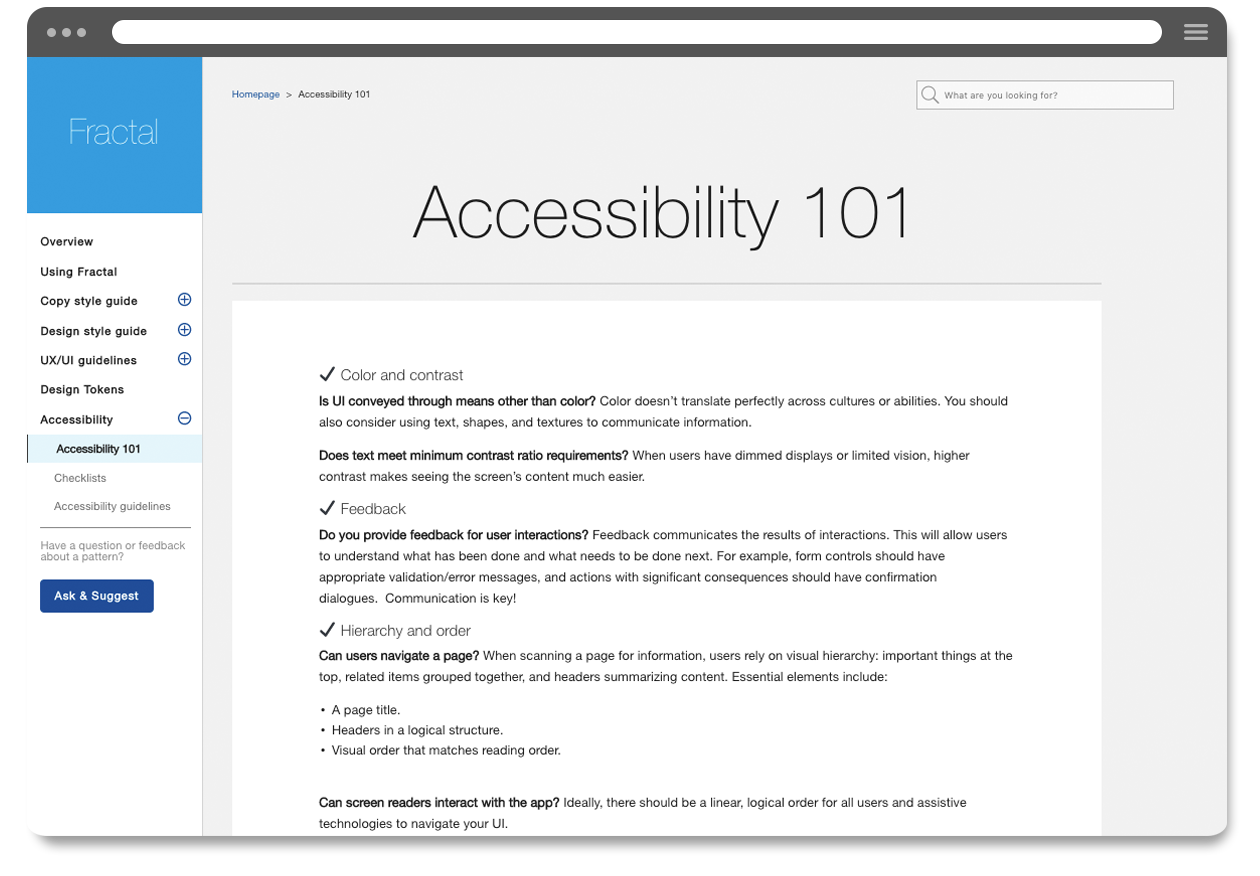 Fractal
Overview
Using Fractal
Copy style guide
Design style guide
UX/UI guidelines
Design Tokens
Accessibility
Accessibility 101
Checklists
Accessibility guidelines
Have a question or feedback
about a pattern?
Ask & Suggest
Homepage > Accessibility 101
What are you looking for?
Accessibility 101
Color and contrast
Is UI conveyed through means other than color? Color doesn’t translate perfectly across cultures or abilities. You should
also consider using text, shapes, and textures to communicate information.
Does text meet minimum contrast ratio requirements? When users have dimmed displays or limited vision, higher
contrast makes seeing the screen’s content much easier.
Feedback
Do you provide feedback for user interactions? Feedback communicates the results of interactions. This will allow users
to understand what has been done and what needs to be done next. For example, form controls should have
appropriate validation/error messages, and actions with significant consequences should have confirmation
dialogues.  Communication is key!
Hierarchy and order
Can users navigate a page? When scanning a page for information, users rely on visual hierarchy: important things at the
top, related items grouped together, and headers summarizing content. Essential elements include:
• A page title.
• Headers in a logical structure.
• Visual order that matches reading order.
Can screen readers interact with the app? Ideally, there should be a linear, logical order for all users and assistive
technologies to navigate your UI.